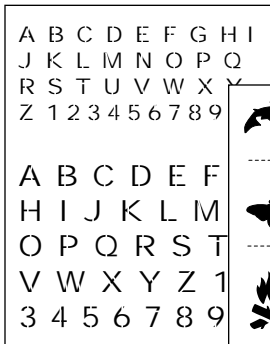 A B C D E F G H I
J K L M N O P Q
R S T U V W X Y
Z 1 2 3 4 5 6 7 8 9
A B C D E F
H I J K L M
O P Q R S T
V W X Y Z 1
3 4 5 6 7 8 9